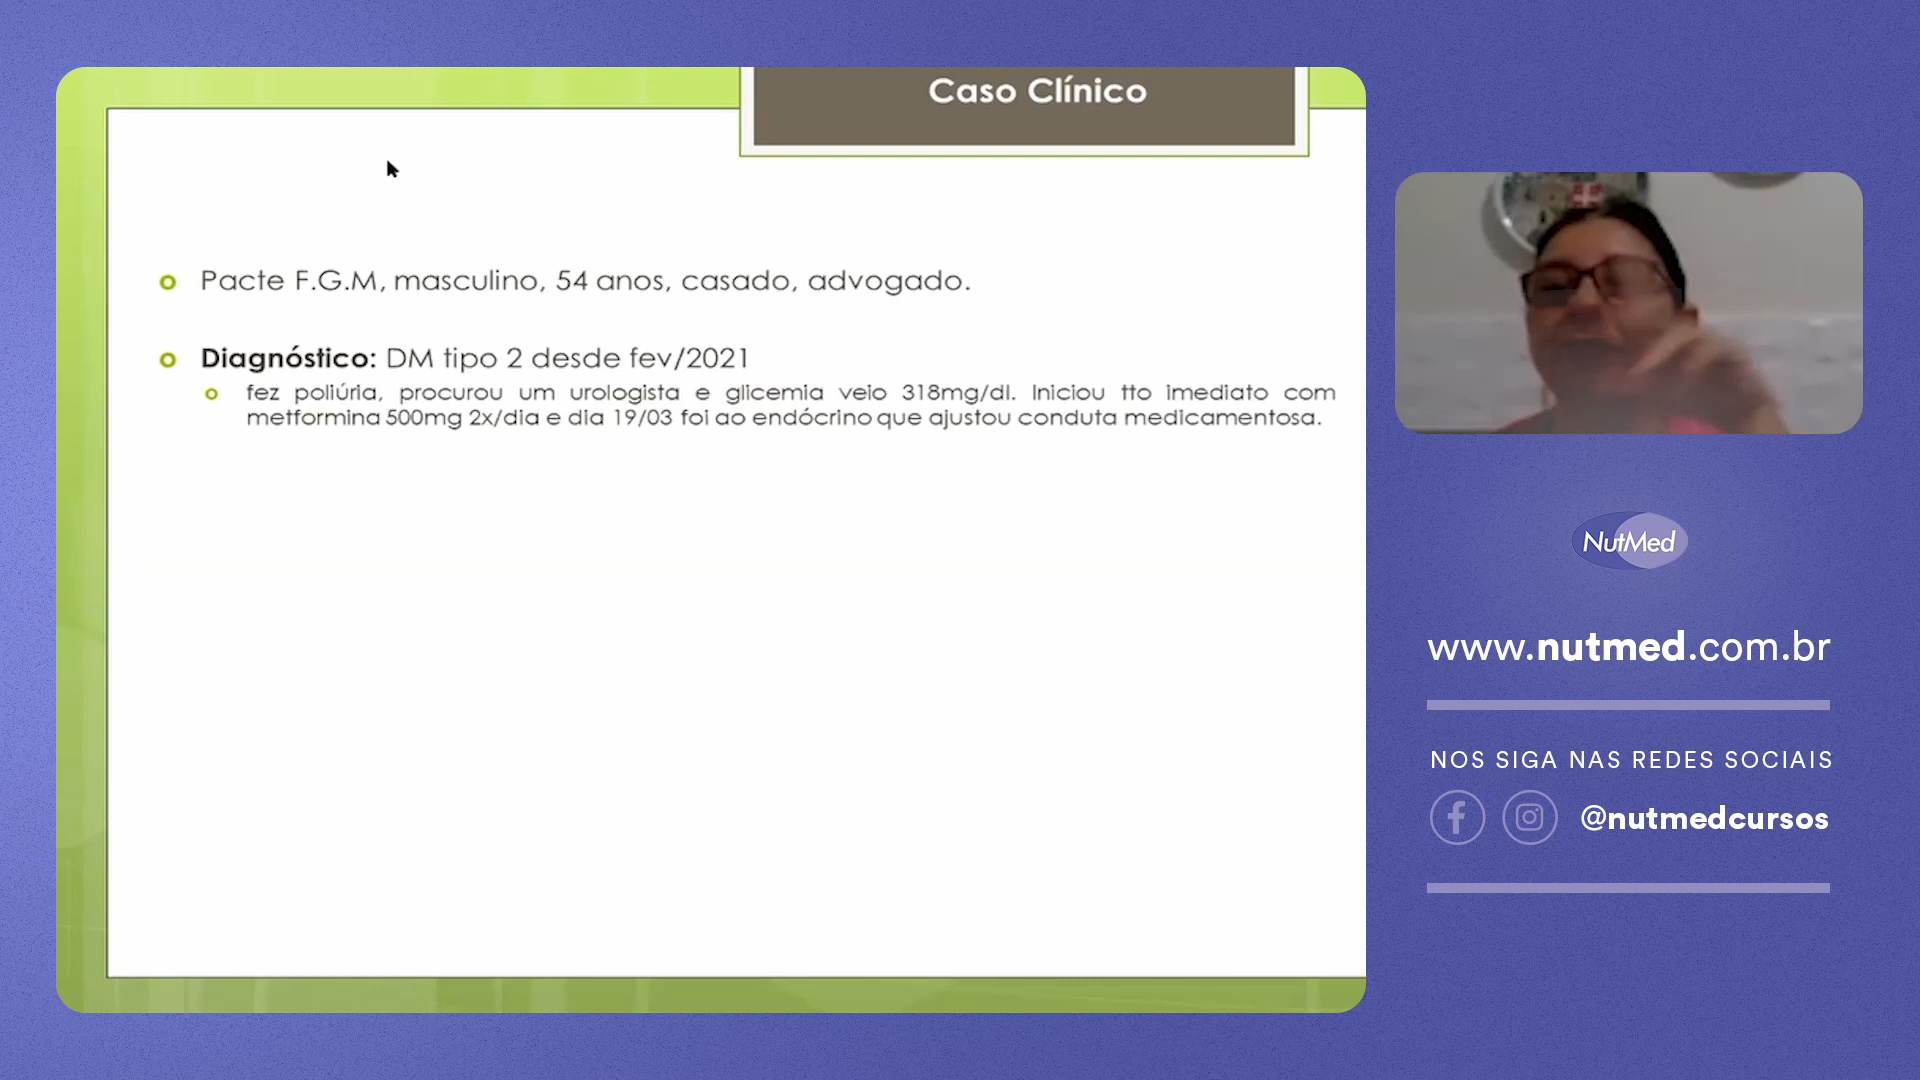 Caso Clínico
Pacte F.G.M, masculino, 54 anos, casado, advogado.
Diagnóstico: DM tipo 2 desde fev/2021
fez poliúria, procurou um urologista e glicemia veio 318mg/dl. Iniciou tto imediato com
metformina 500mg 2x/dia e dia 19/03 foi ao endócrino que ajustou conduta medicamentosa.
NutMed
www.nutmed.com.br
NOS SIGA NAS REDES SOCIAIS
@nutmedcursos